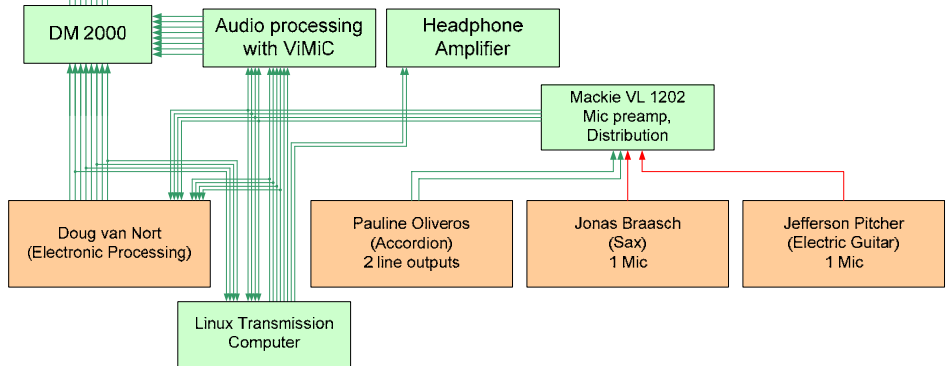 DM 2000
Audio processing
with ViMiC
Headphone
Amplifier
Mackie VL 1202
Mic preamp,
Distribution
Doug van Nort
(Electronic Processing)
Pauline Oliveros
(Accordion)
2 line outputs
Jonas Braasch
(Sax)
1 Mic
Jefferson Pitcher
(Electric Guitar)
1 Mic
Linux Transmission
Computer